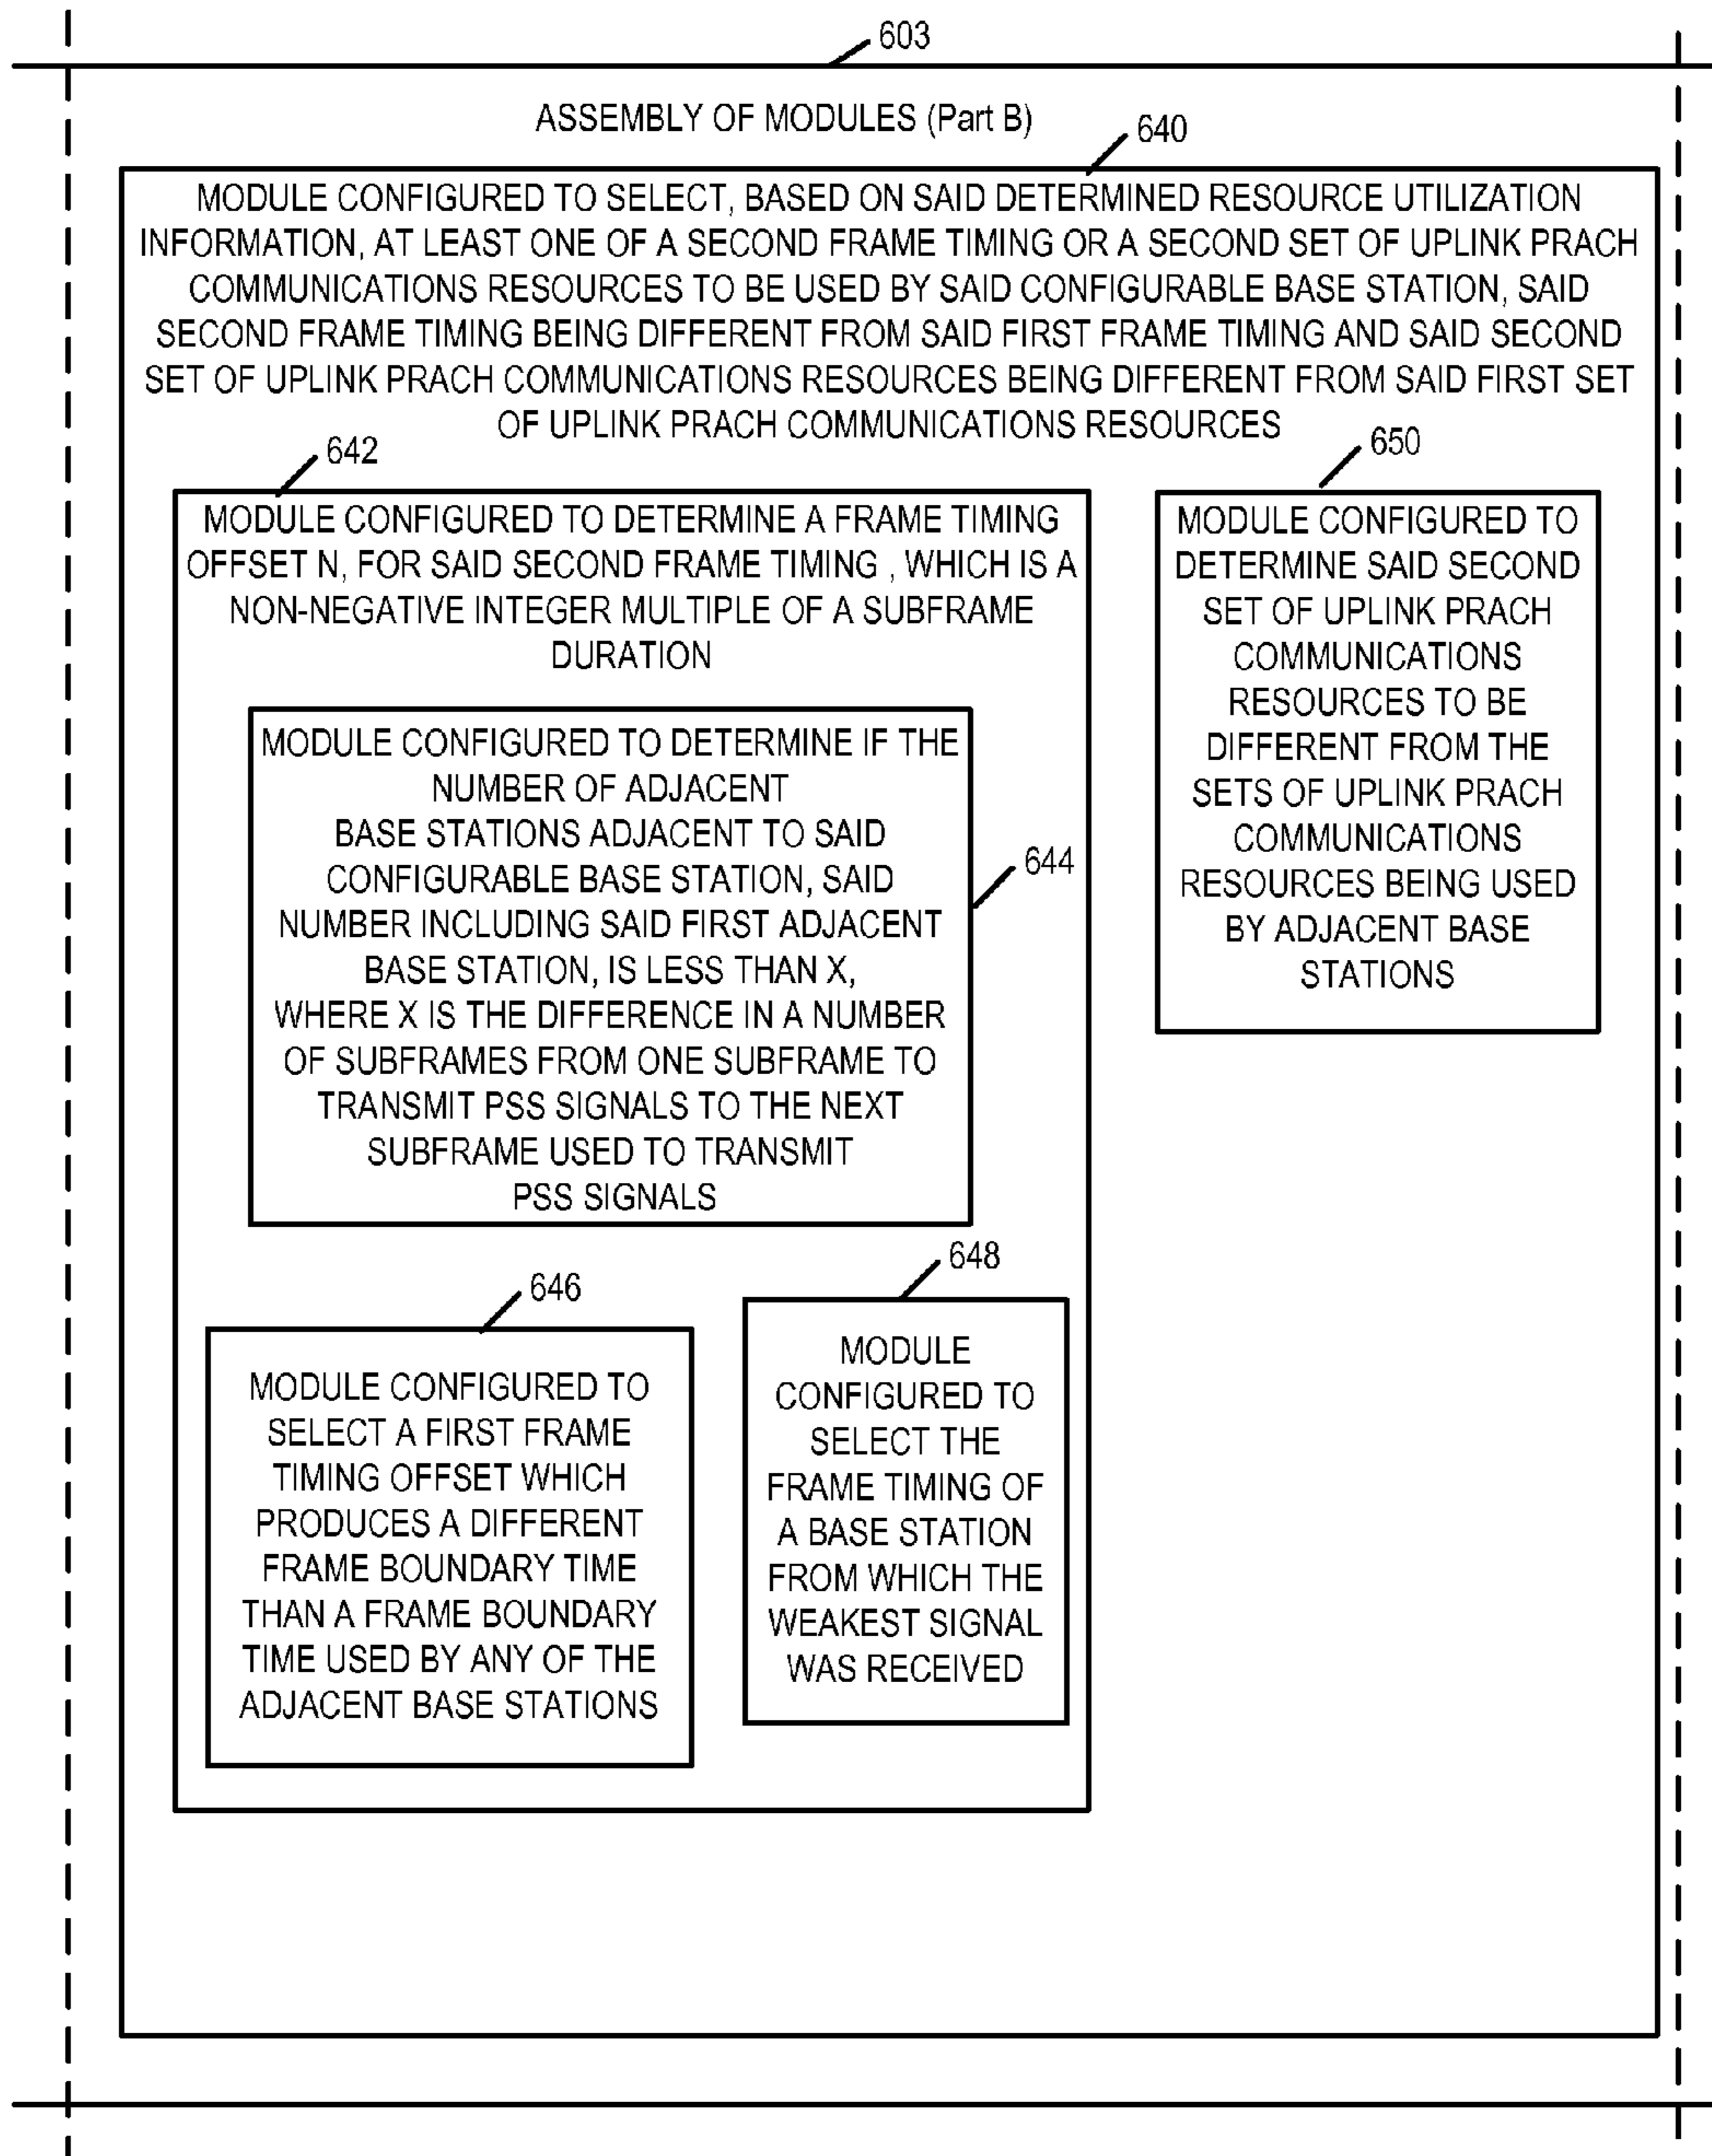 603
ASSEMBLY OF MODULES (Part B)
640
MODULE CONFIGURED TO SELECT, BASED ON SAID DETERMINED RESOURCE UTILIZATION
INFORMATION, AT LEAST ONE OF A SECOND FRAME TIMING OR A SECOND SET OF UPLINK PRACH
COMMUNICATIONS RESOURCES TO BE USED BY SAID CONFIGURABLE BASE STATION, SAID
SECOND FRAME TIMING BEING DIFFERENT FROM SAID FIRST FRAME TIMING AND SAID SECOND
SET OF UPLINK PRACH COMMUNICATIONS RESOURCES BEING DIFFERENT FROM SAID FIRST SET
OF UPLINK PRACH COMMUNICATIONS RESOURCES
642
MODULE CONFIGURED TO DETERMINE A FRAME TIMING
OFFSET N, FOR SAID SECOND FRAME TIMING , WHICH IS A
NON-NEGATIVE INTEGER MULTIPLE OF A SUBFRAME
DURATION
644
MODULE CONFIGURED TO DETERMINE IF THE
NUMBER OF ADJACENT
BASE STATIONS ADJACENT TO SAID
CONFIGURABLE BASE STATION, SAID
NUMBER INCLUDING SAID FIRST ADJACENT
BASE STATION, IS LESS THAN X,
WHERE X IS THE DIFFERENCE IN A NUMBER
OF SUBFRAMES FROM ONE SUBFRAME TO
TRANSMIT PSS SIGNALS TO THE NEXT
SUBFRAME USED TO TRANSMIT
PSS SIGNALS
646
MODULE CONFIGURED TO
SELECT A FIRST FRAME
TIMING OFFSET WHICH
PRODUCES A DIFFERENT
FRAME BOUNDARY TIME
THAN A FRAME BOUNDARY
TIME USED BY ANY OF THE
ADJACENT BASE STATIONS
648
MODULE
CONFIGURED TO
SELECT THE
FRAME TIMING OF
A BASE STATION
FROM WHICH THE
WEAKEST SIGNAL
WAS RECEIVED
650
MODULE CONFIGURED TO
DETERMINE SAID SECOND
SET OF UPLINK PRACH
COMMUNICATIONS
RESOURCES TO BE
DIFFERENT FROM THE
SETS OF UPLINK PRACH
COMMUNICATIONS
RESOURCES BEING USED
BY ADJACENT BASE
STATIONS